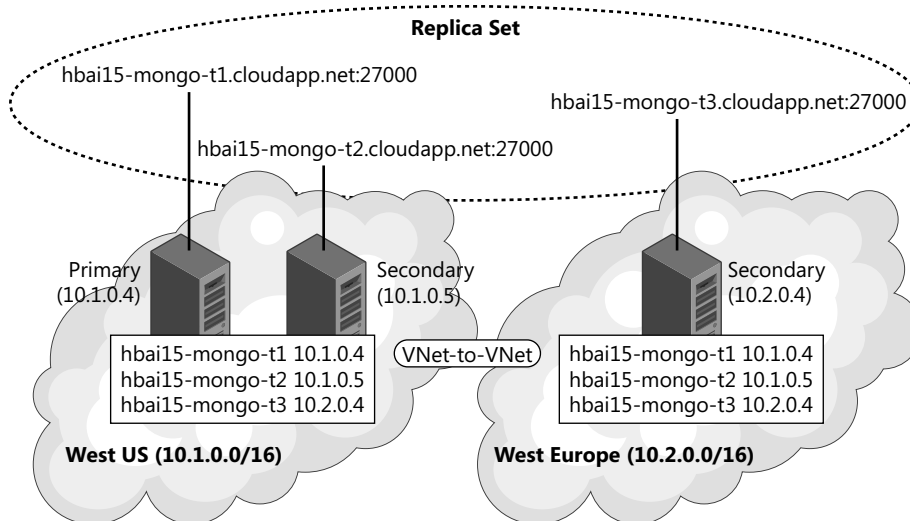 Replica Set
hbai15-mongo-t1.cloudapp.net:27000
hbai15-mongo-t3.cloudapp.net:27000
hbai15-mongo-t2.cloudapp.net:27000
Primary
(10.1.0.4)
Secondary
(10.1.0.5)
Secondary
(10.2.0.4)
hbai15-mongo-t1 10.1.0.4
hbai15-mongo-t2 10.1.0.5
hbai15-mongo-t3 10.2.0.4
VNet-to-VNet
hbai15-mongo-t1 10.1.0.4
hbai15-mongo-t2 10.1.0.5
hbai15-mongo-t3 10.2.0.4
West US (10.1.0.0/16)
West Europe (10.2.0.0/16)